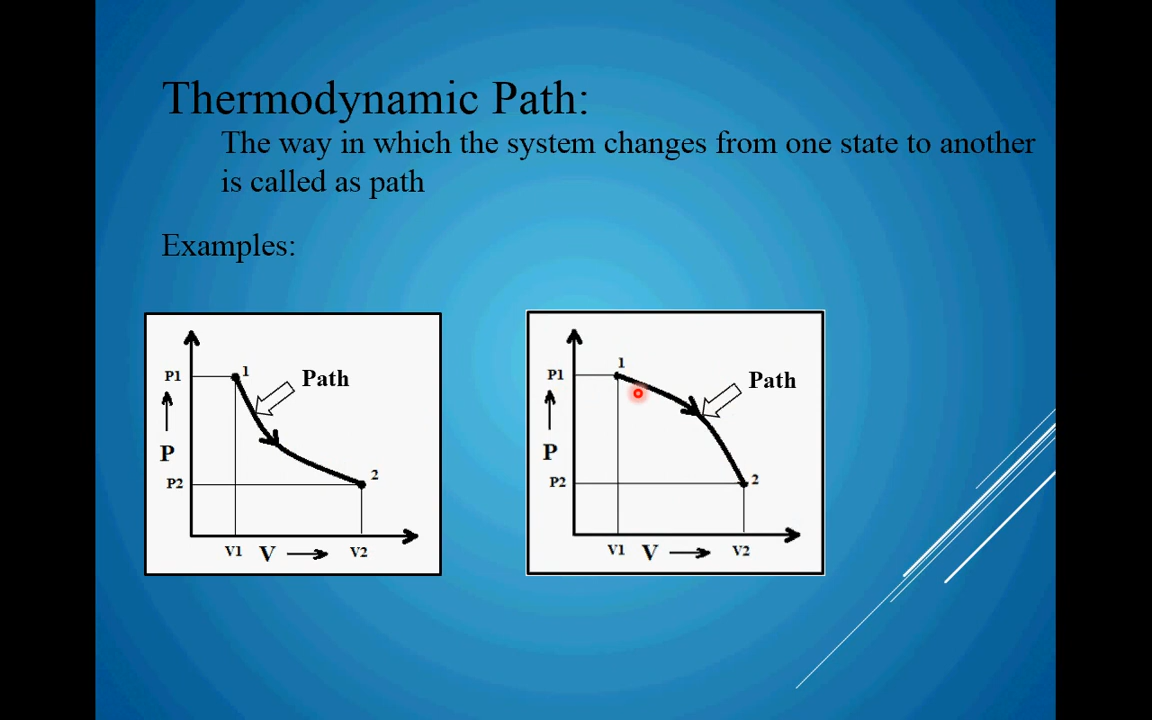 Thermodynamic Path:
The way in which the system changes from one state to another
is called as path
Examples:
P1
1
Path
P
P2
2
V1 V V2
P1
1
Path
P
P2
2
V1 V V2